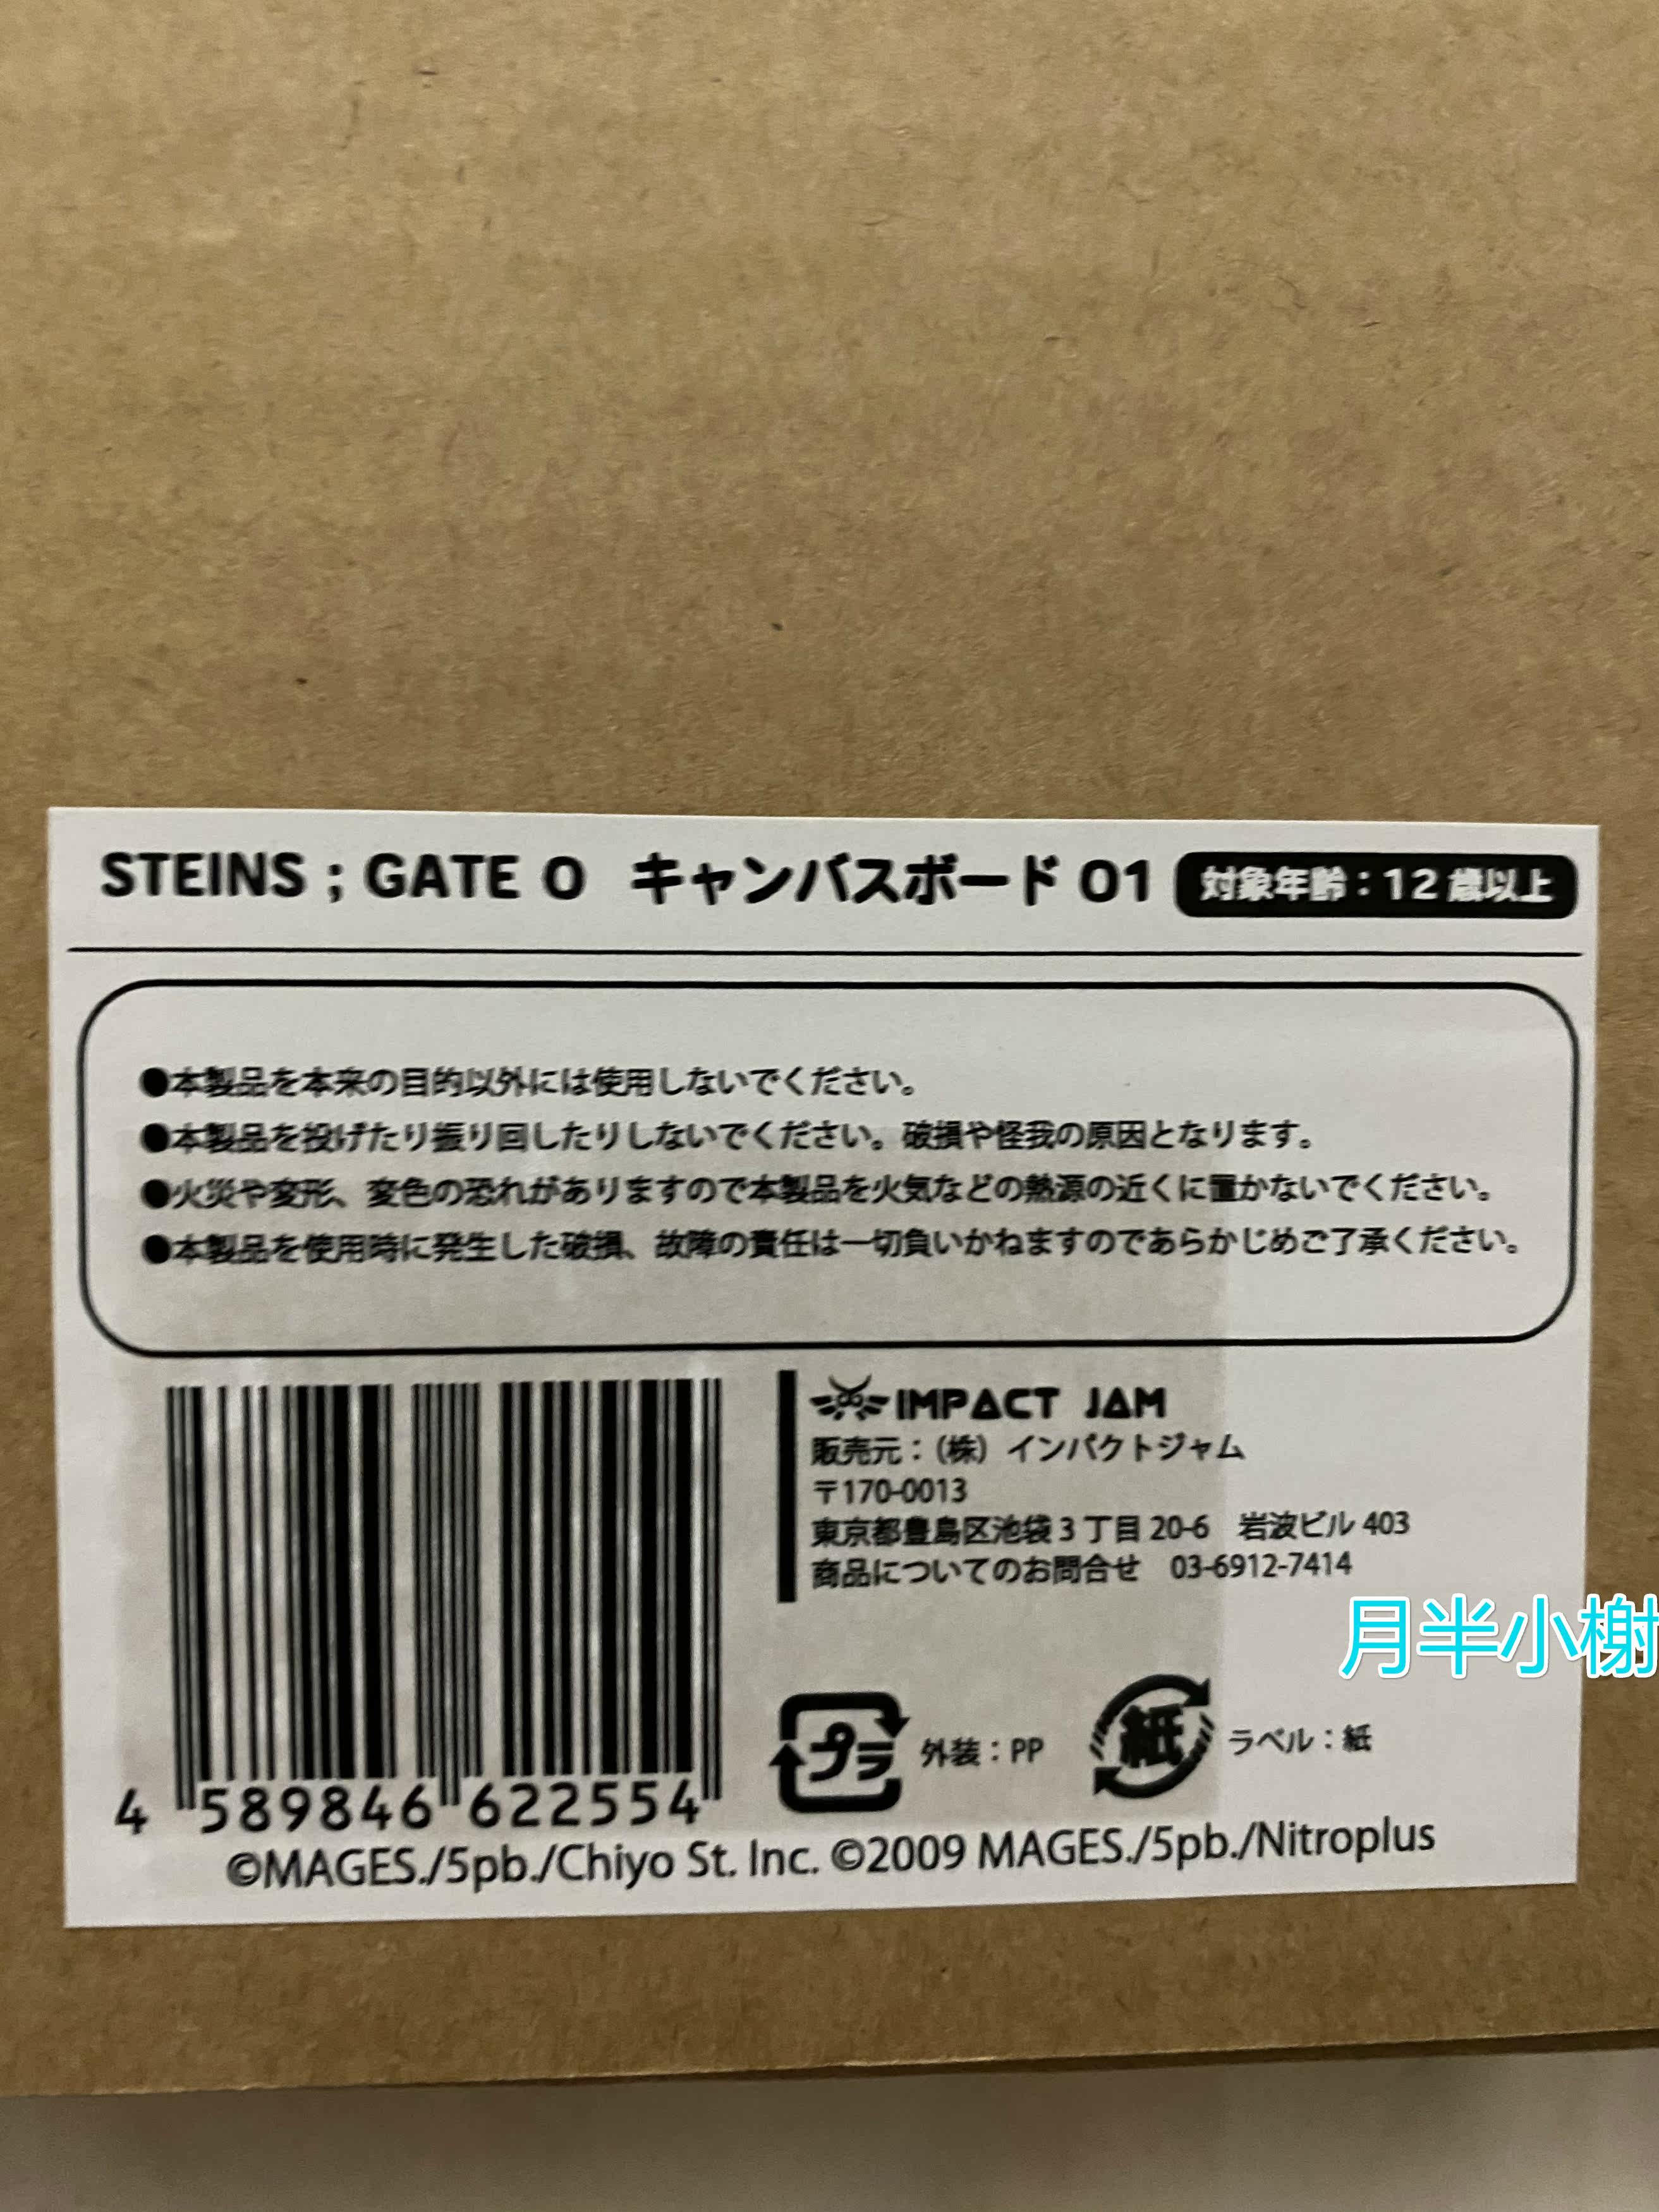 STEINS ; GATE 0 キャンバスボード 01 対象年齢：12 歳以上
●本製品を本来の目的以外には使用しないでください。
●本製品を投げたり振り回したりしないでください。破損や怪我の原因となります。
●火災や変形、変色の恐れがありますので本製品を火気などの熱源の近くに置かないでください。
●本製品を使用時に発生した破損、故障の責任は一切負いかねますのであらかじめご了承ください。
IMPACT JAM
販売元：（株）インパクトジャム
〒170-0013
東京都豊島区池袋 3 丁目 20-6　岩波ビル 403
商品についてのお問合せ　03-6912-7414
月半小榭
プラ 外装：PP 紙 ラベル：紙
4 589846 622554
©MAGES./5pb./Chiyo St. Inc. ©2009 MAGES./5pb./Nitroplus